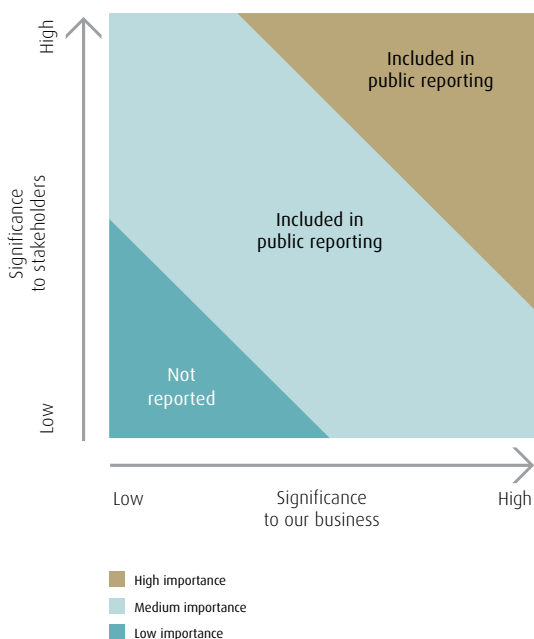 High
Included in
public reporting
Significance
to stakeholders
Included in
public reporting
Not
reported
Low
Low
Significance
to our business
High
High importance
Medium importance
Low importance